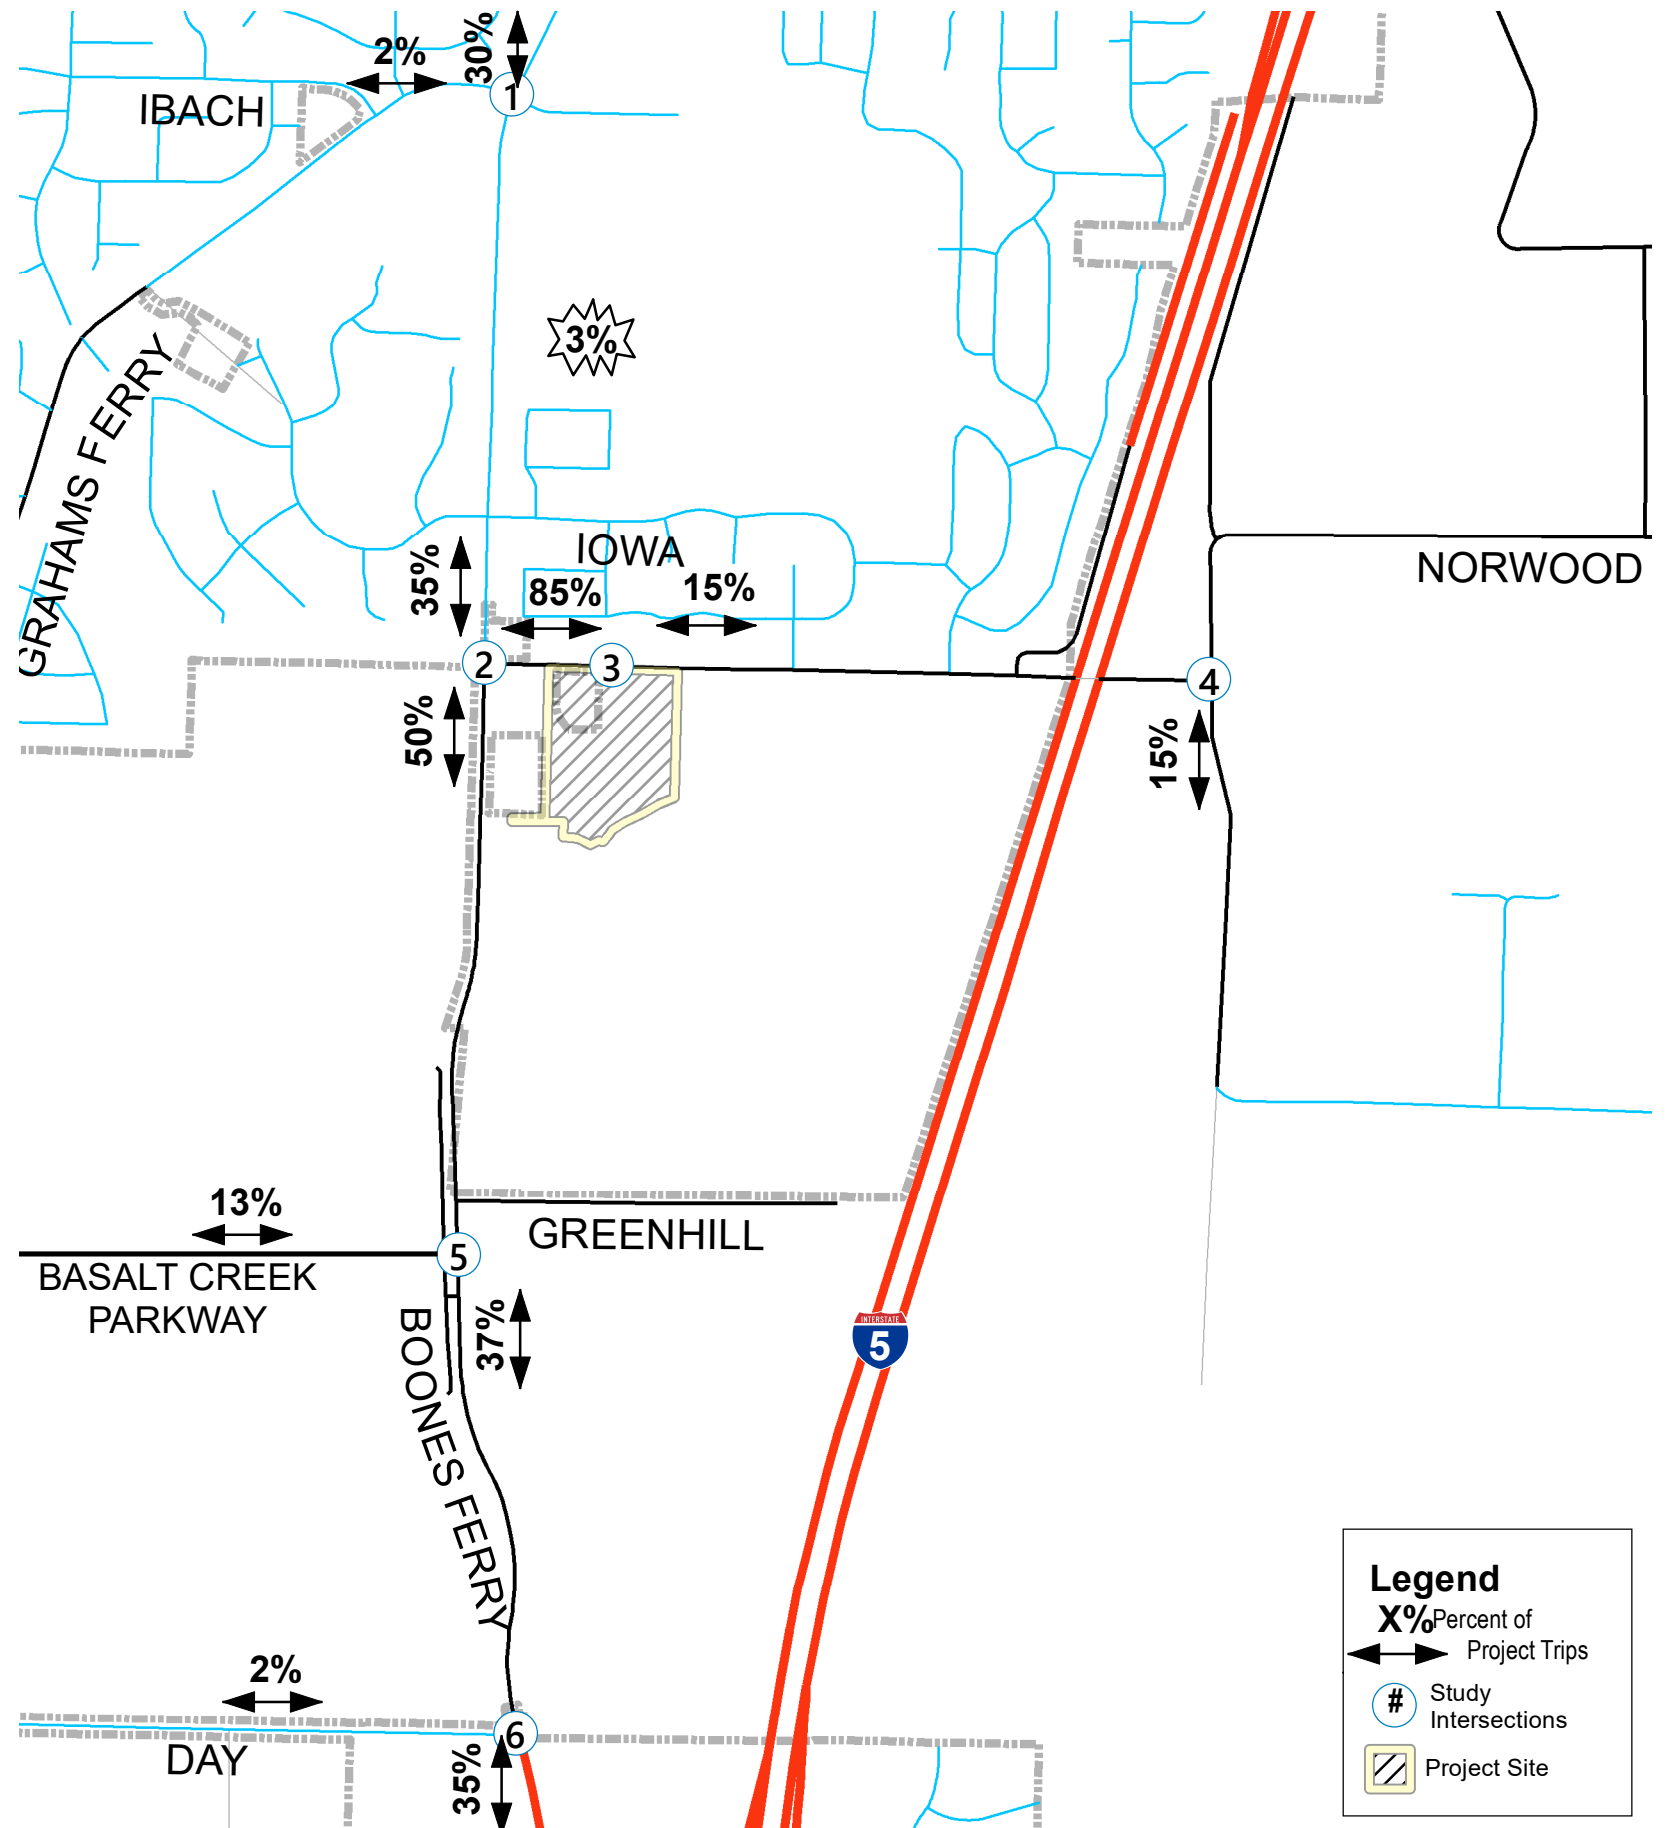 30%
2%
1
IBACH
3%
GRAHAMS FERRY
35%
IOWA
85%
15%
NORWOOD
2
3
4
50%
15%
13%
5
GREENHILL
BASALT CREEK
PARKWAY
37%
INTERSTATE
5
BOONES FERRY
2%
6
DAY
35%
Legend
X% Percent of
Project Trips
# Study
Intersections
Project Site